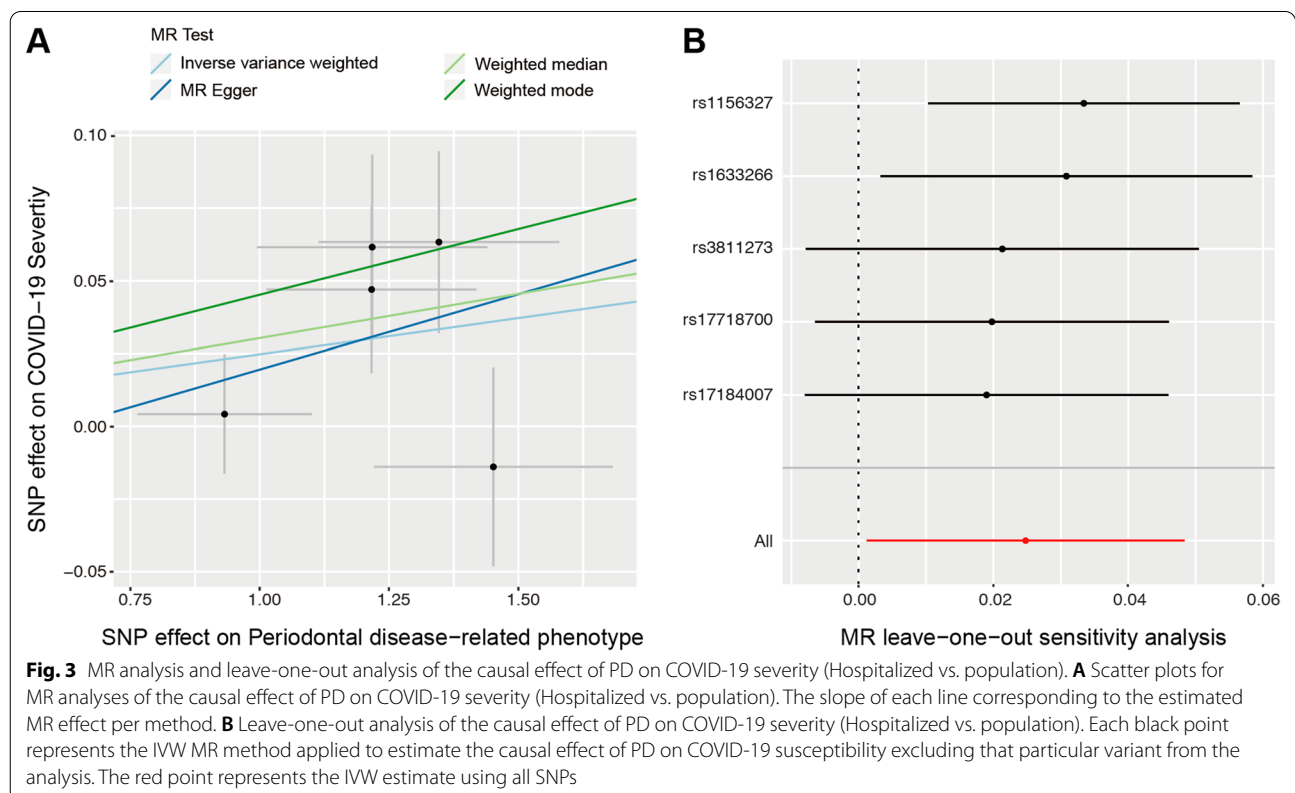 A
MR Test
Inverse variance weighted
Weighted median
MR Egger
Weighted mode
SNP effect on COVID−19 Severtiy
0.10
0.05
0.00
−0.05
0.75
1.00
1.25
1.50
SNP effect on Periodontal disease−related phenotype
B
rs1156327
rs1633266
rs3811273
rs17718700
rs17184007
All
0.00
0.02
0.04
0.06
MR leave−one−out sensitivity analysis
Fig. 3 MR analysis and leave-one-out analysis of the causal effect of PD on COVID-19 severity (Hospitalized vs. population). A Scatter plots for
MR analyses of the causal effect of PD on COVID-19 severity (Hospitalized vs. population). The slope of each line corresponding to the estimated
MR effect per method. B Leave-one-out analysis of the causal effect of PD on COVID-19 severity (Hospitalized vs. population). Each black point
represents the IVW MR method applied to estimate the causal effect of PD on COVID-19 susceptibility excluding that particular variant from the
analysis. The red point represents the IVW estimate using all SNPs